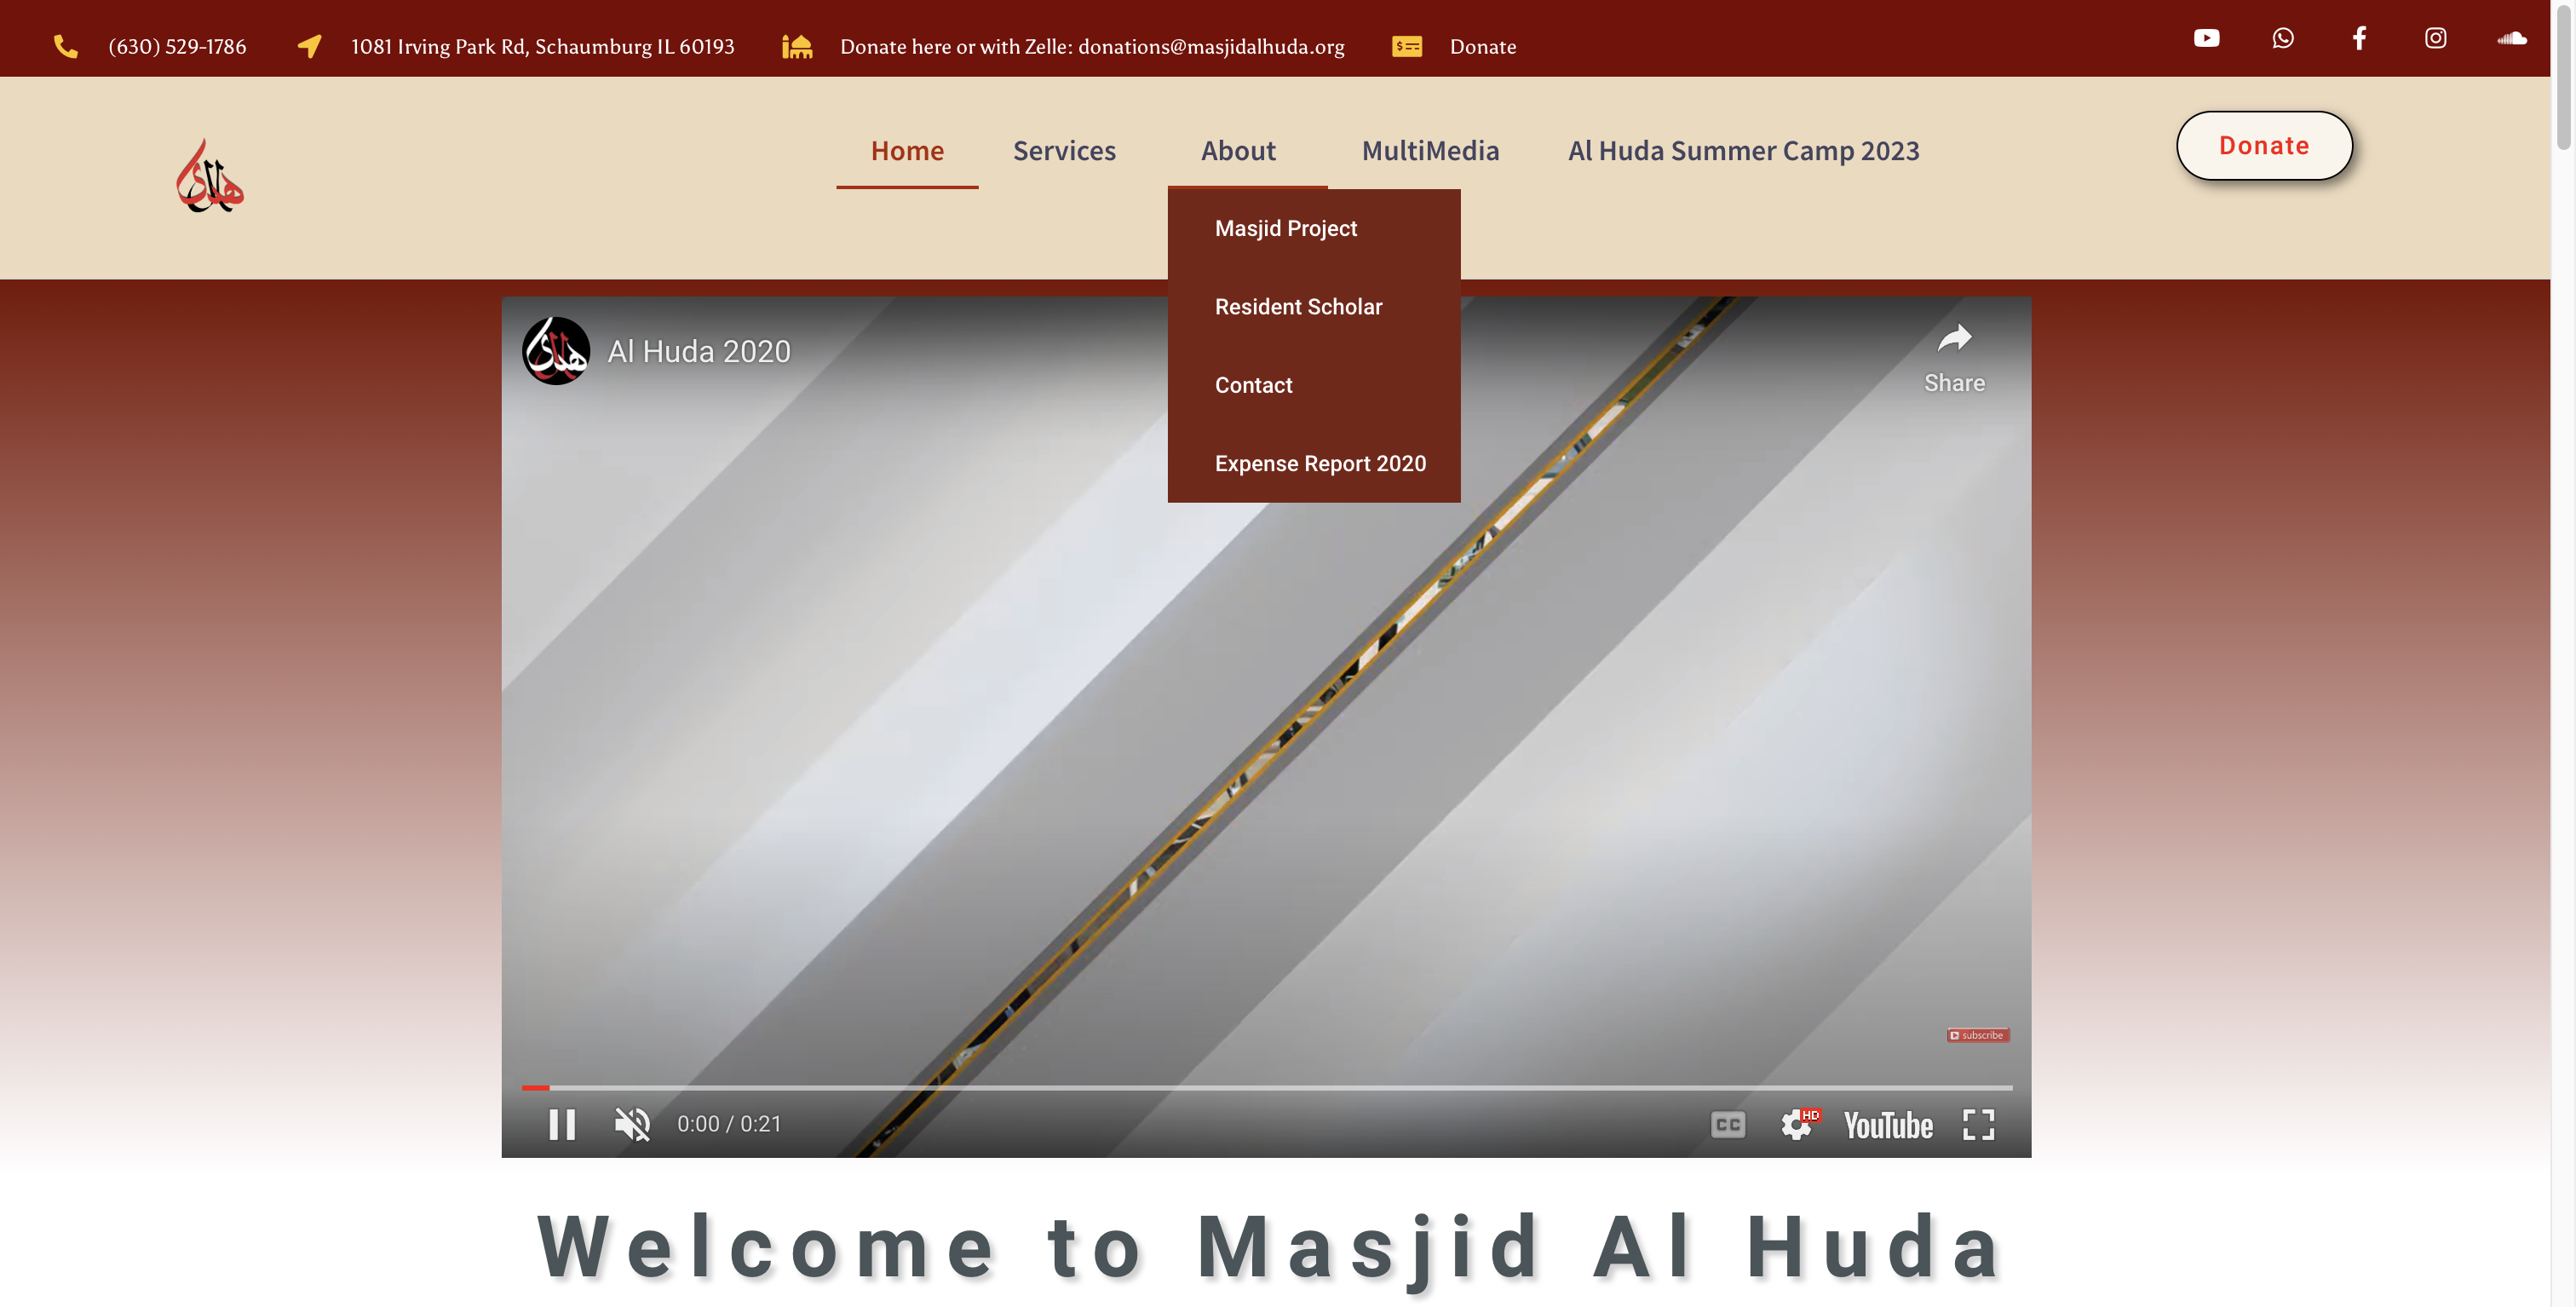 (630) 529-1786
1081 Irving Park Rd, Schaumburg IL 60193
Donate here or with Zelle: donations@masjidalhuda.org
Donate
هدى
Home
Services
About
MultiMedia
Al Huda Summer Camp 2023
Donate
Masjid Project
Resident Scholar
Contact
Expense Report 2020
Al Huda 2020
Share
subscribe
0:00 / 0:21
CC
HD
YouTube
Welcome to Masjid Al Huda